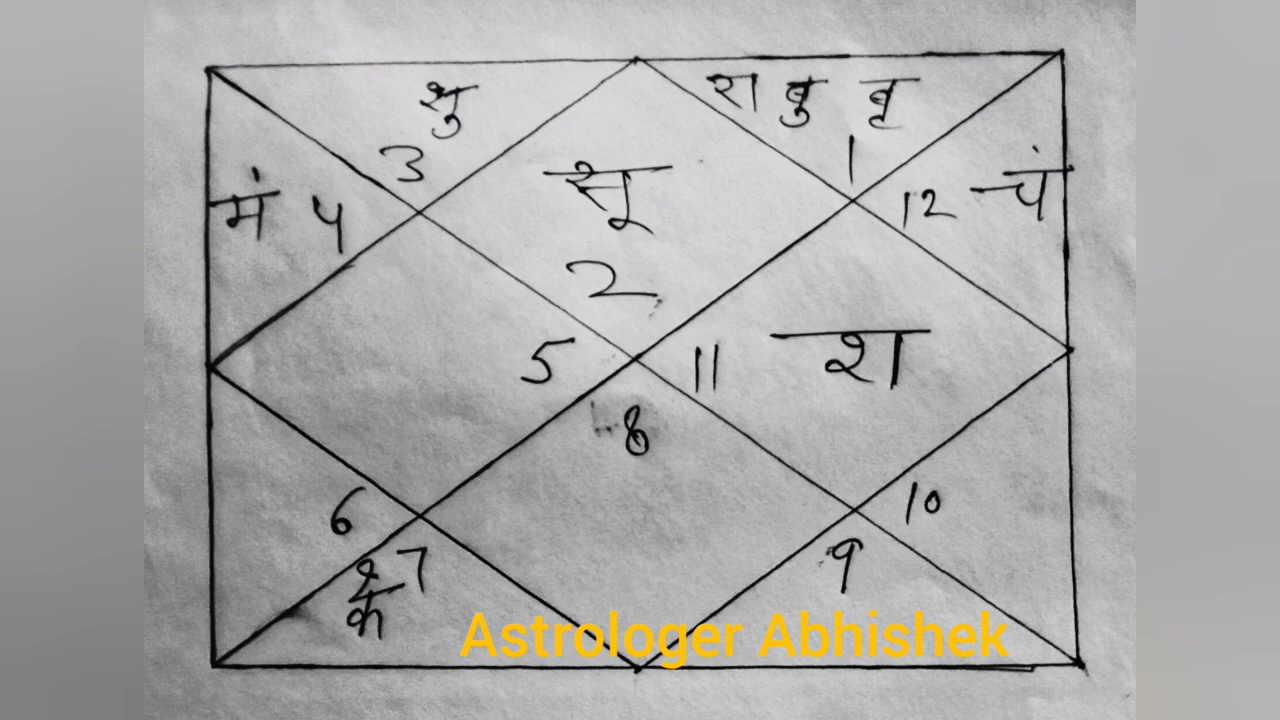 शु
रा बु बृ
3
सू
1
मं 4
12 चं
2
5
11 श
8
6
10
7
के
9
Astrologer Abhishek